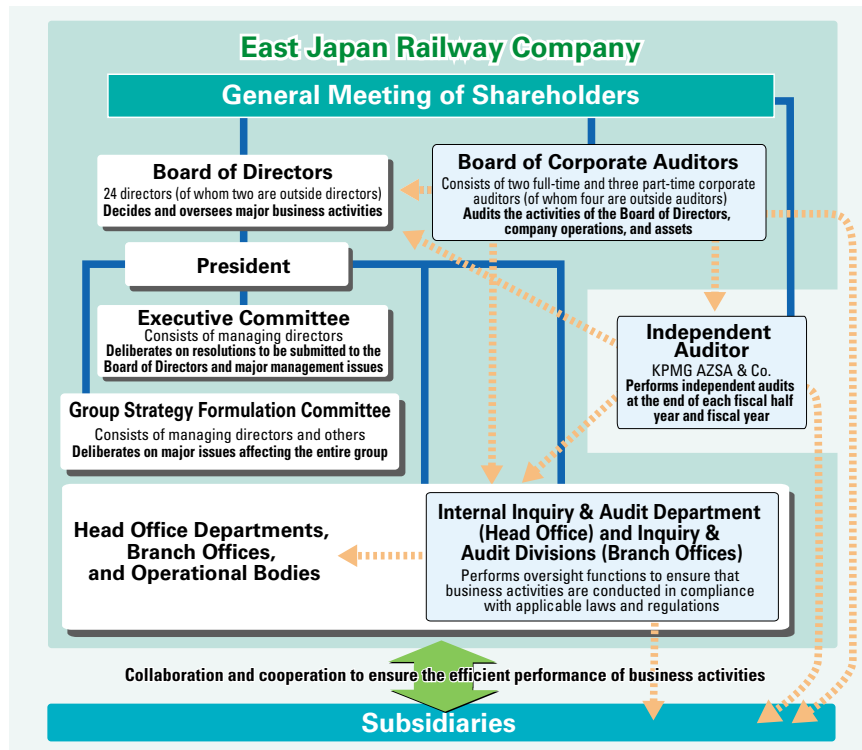 East Japan Railway Company
General Meeting of Shareholders
Board of Directors
24 directors (of whom two are outside directors)
Decides and oversees major business activities
Board of Corporate Auditors
Consists of two full-time and three part-time corporate
auditors (of whom four are outside auditors)
Audits the activities of the Board of Directors,
company operations, and assets
President
Executive Committee
Consists of managing directors
Deliberates on resolutions to be submitted to the
Board of Directors and major management issues
Independent
Auditor
KPMG AZSA & Co.
Performs independent audits
at the end of each fiscal half
year and fiscal year
Group Strategy Formulation Committee
Consists of managing directors and others
Deliberates on major issues affecting the entire group
Head Office Departments,
Branch Offices,
and Operational Bodies
Internal Inquiry & Audit Department
(Head Office) and Inquiry &
Audit Divisions (Branch Offices)
Performs oversight functions to ensure that
business activities are conducted in compliance
with applicable laws and regulations
Collaboration and cooperation to ensure the efficient performance of business activities
Subsidiaries